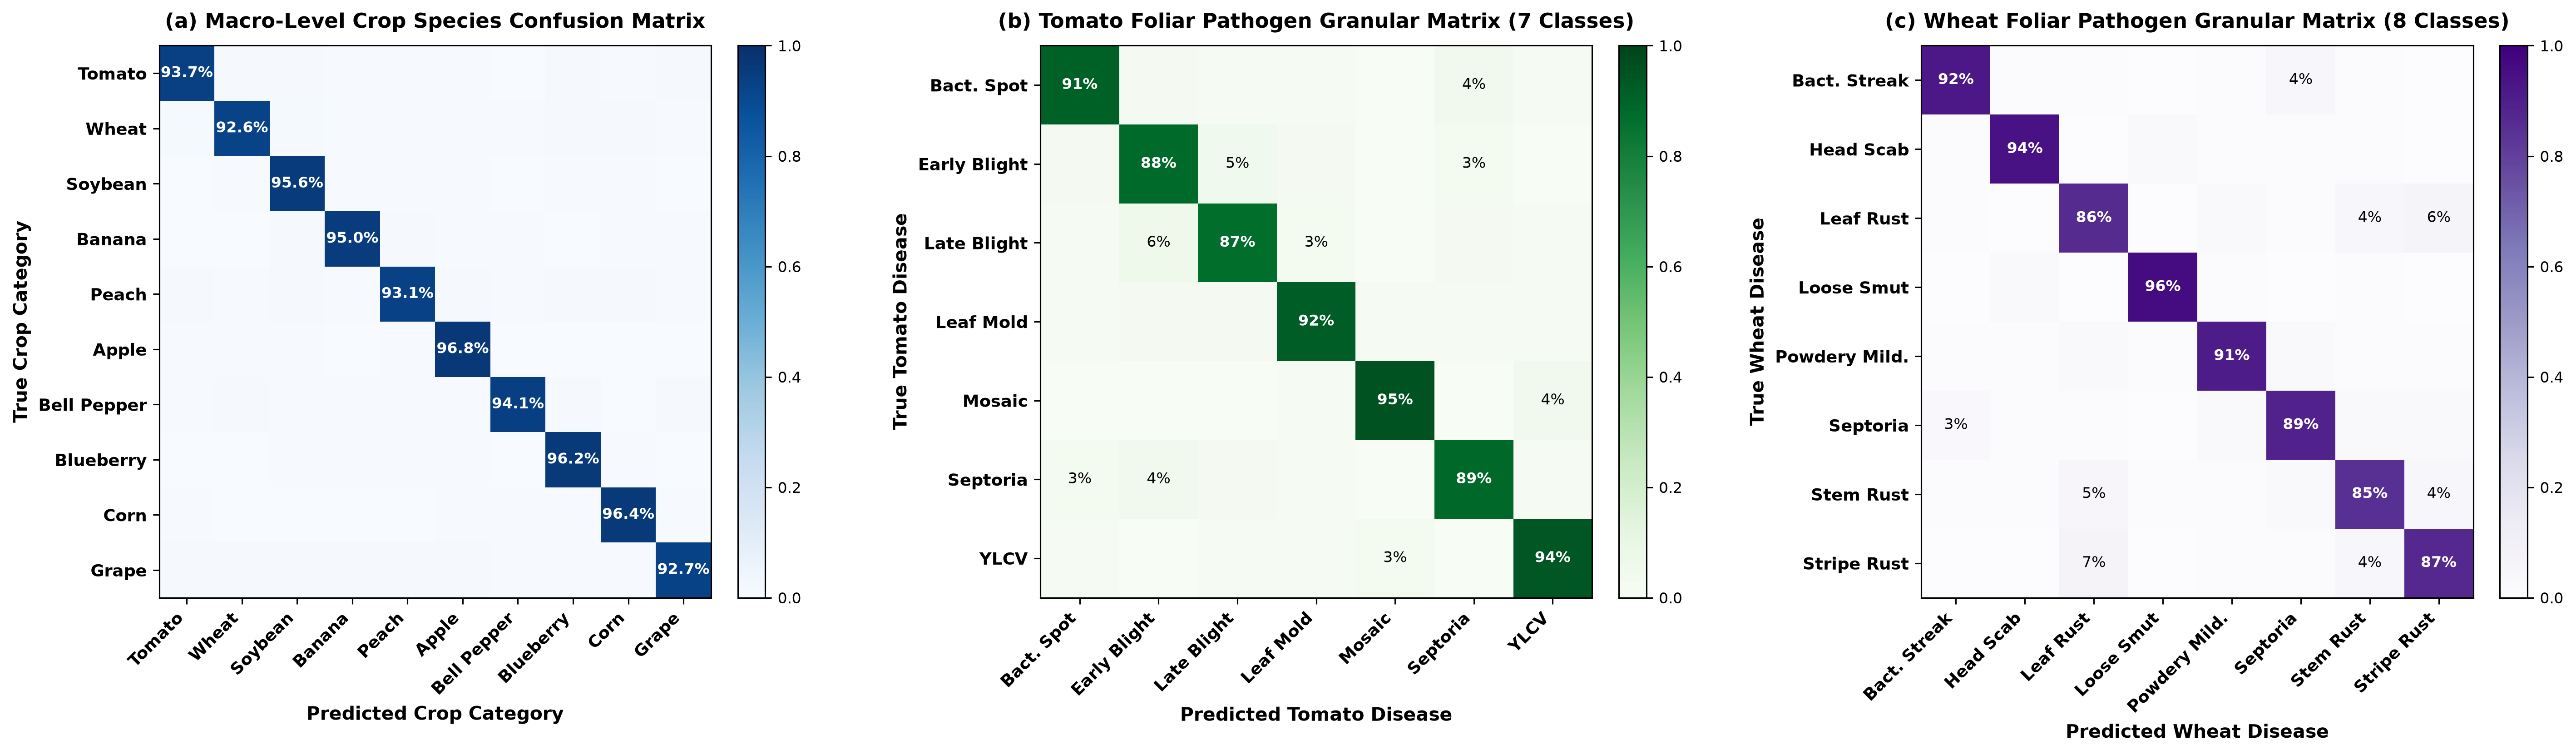 (a) Macro-Level Crop Species Confusion Matrix
True Crop Category
Tomato 93.7%
Wheat 92.6%
Soybean 95.6%
Banana 95.0%
Peach 93.1%
Apple 96.8%
Bell Pepper 94.1%
Blueberry 96.2%
Corn 96.4%
Grape 92.7%
Tomato Wheat Soybean Banana Peach Apple Bell Pepper Blueberry Corn Grape
Predicted Crop Category
1.0
0.8
0.6
0.4
0.2
0.0
(b) Tomato Foliar Pathogen Granular Matrix (7 Classes)
True Tomato Disease
Bact. Spot 91% 4%
Early Blight 88% 5% 3%
Late Blight 6% 87% 3%
Leaf Mold 92%
Mosaic 95% 4%
Septoria 3% 4% 89%
YLCV 3% 94%
Bact. Spot Early Blight Late Blight Leaf Mold Mosaic Septoria YLCV
Predicted Tomato Disease
1.0
0.8
0.6
0.4
0.2
0.0
(c) Wheat Foliar Pathogen Granular Matrix (8 Classes)
True Wheat Disease
Bact. Streak 92% 4%
Head Scab 94%
Leaf Rust 86% 4% 6%
Loose Smut 96%
Powdery Mild. 91%
Septoria 3% 89%
Stem Rust 5% 85% 4%
Stripe Rust 7% 4% 87%
Bact. Streak Head Scab Leaf Rust Loose Smut Powdery Mild. Septoria Stem Rust Stripe Rust
Predicted Wheat Disease
1.0
0.8
0.6
0.4
0.2
0.0